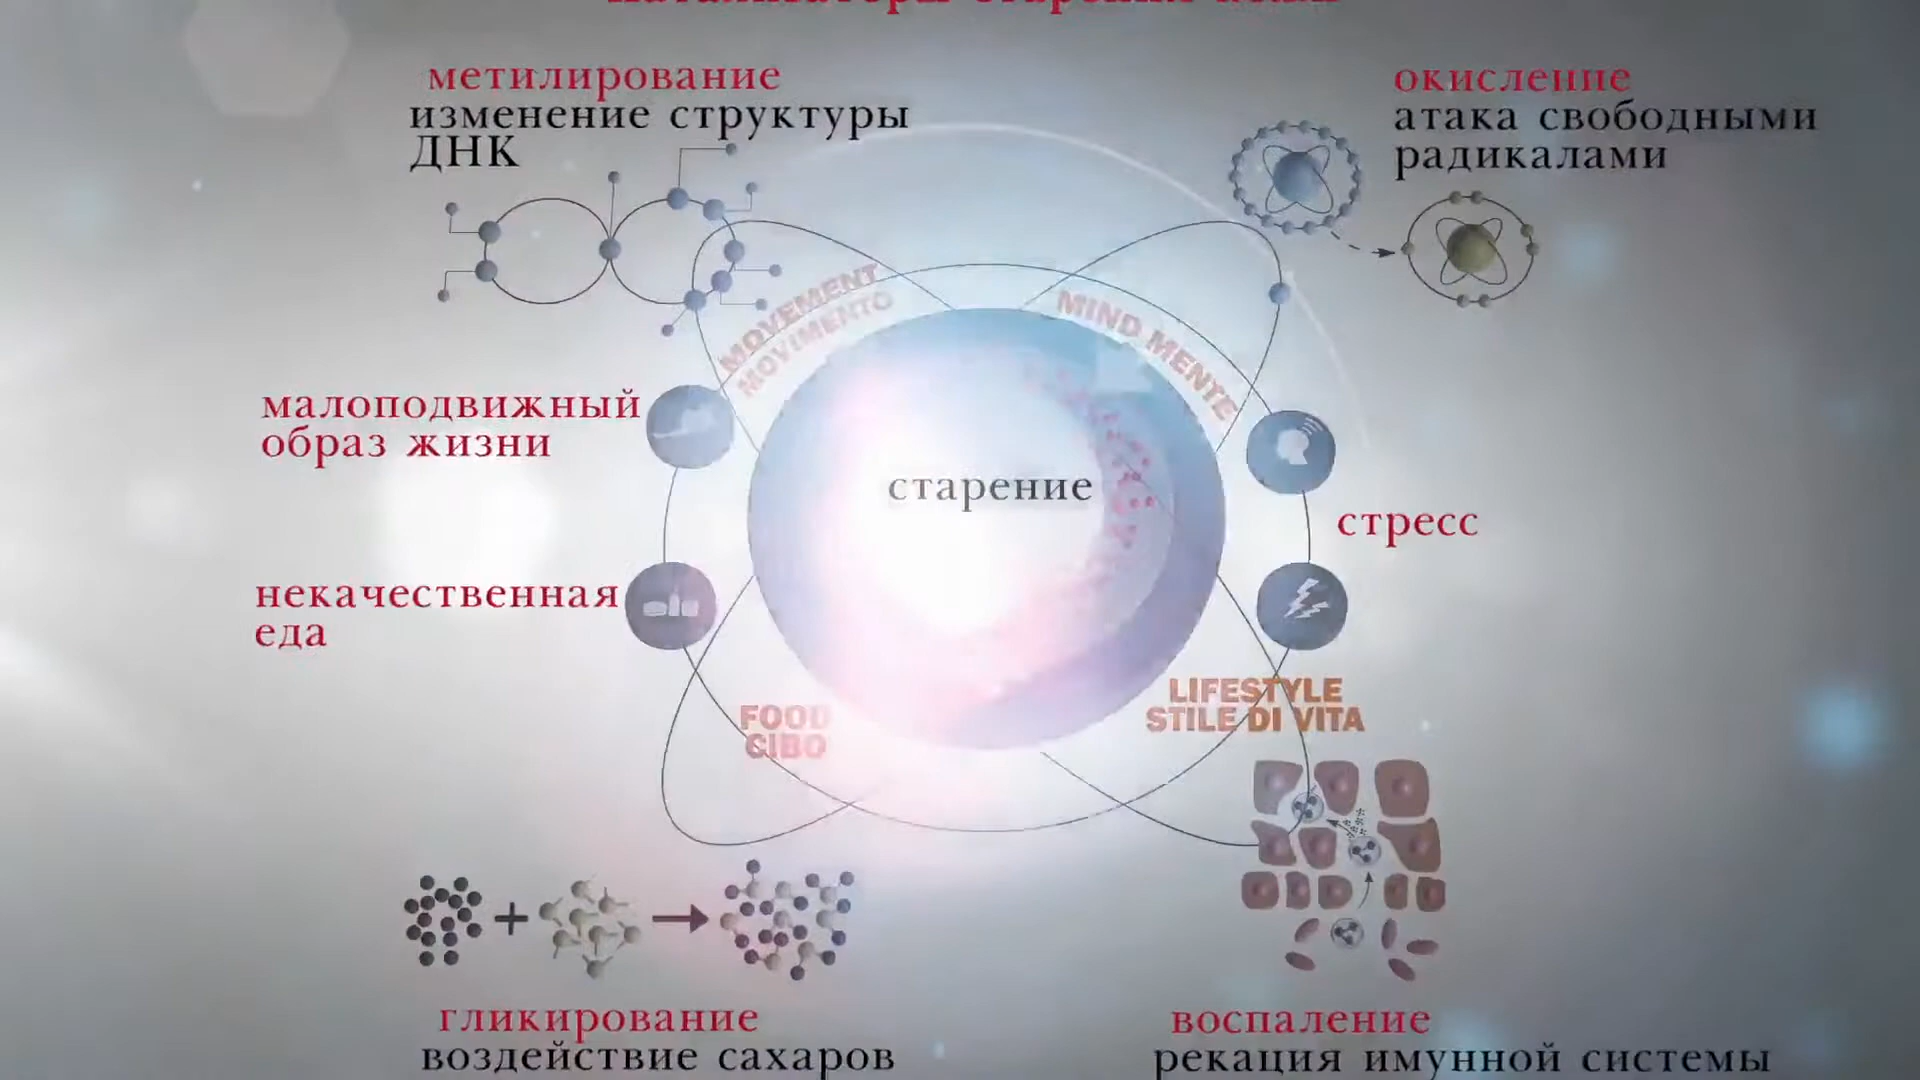 метилирование
изменение структуры
ДНК
окисление
атака свободными
радикалами
MOVEMENT
MOVIMENTO
MIND MENTE
малоподвижный
образ жизни
старение
стресс
некачественная
еда
FOOD
CIBO
LIFESTYLE
STILE DI VITA
гликирование
воздействие сахаров
воспаление
рекация имунной системы